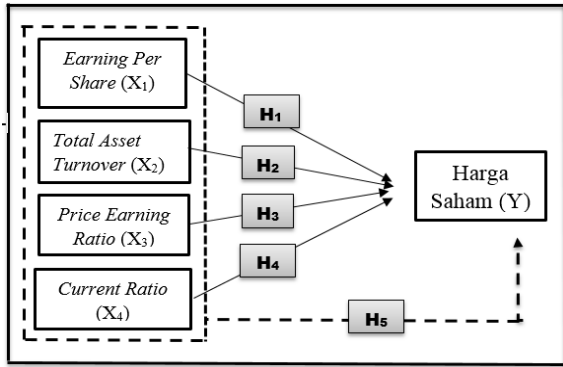 Earning Per
Share (X₁)
H₁
Total Asset
Turnover (X₂)
H₂
Harga
Saham (Y)
Price Earning
Ratio (X₃)
H₃
H₄
Current Ratio
(X₄)
H₅